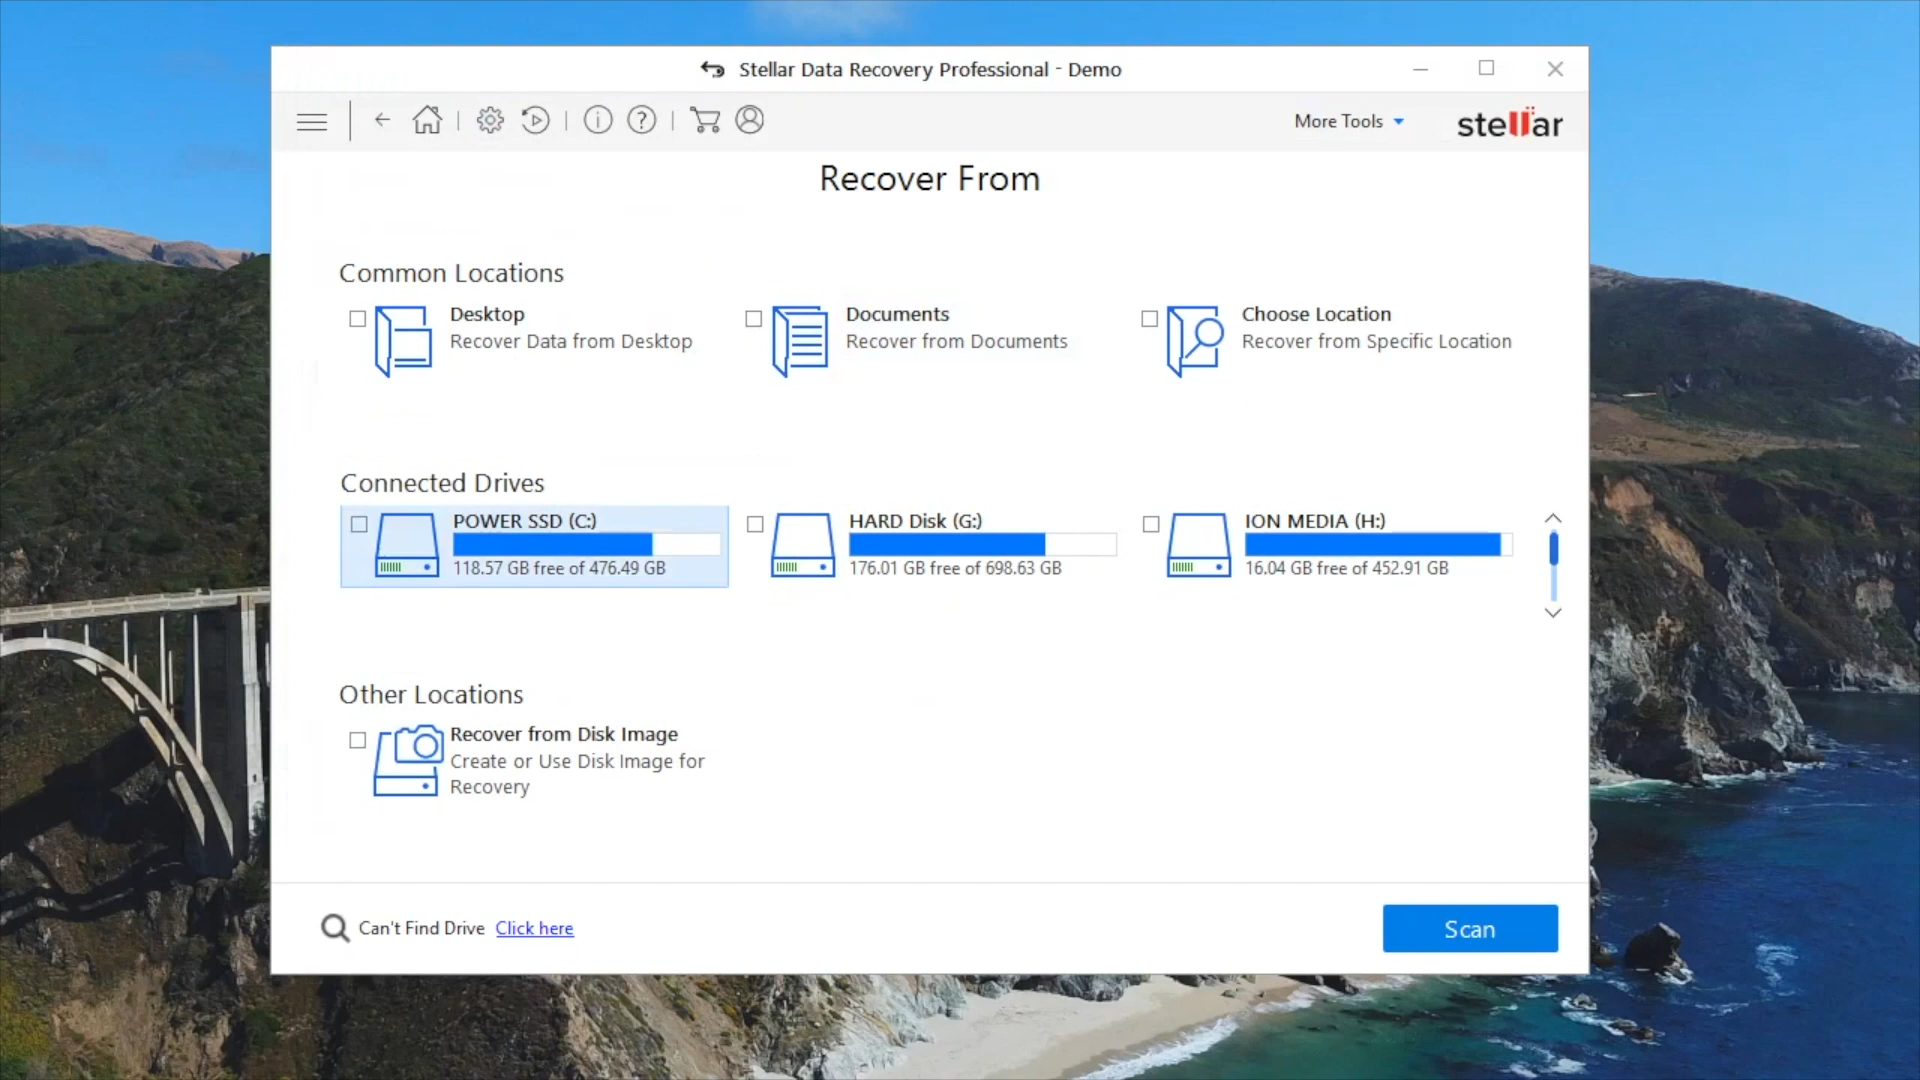 Stellar Data Recovery Professional - Demo
More Tools
stellar
Recover From
Common Locations
Desktop
Recover Data from Desktop
Documents
Recover from Documents
Choose Location
Recover from Specific Location
Connected Drives
POWER SSD (C:)
118.57 GB free of 476.49 GB
HARD Disk (G:)
176.01 GB free of 698.63 GB
ION MEDIA (H:)
16.04 GB free of 452.91 GB
Other Locations
Recover from Disk Image
Create or Use Disk Image for
Recovery
Can't Find Drive Click here
Scan